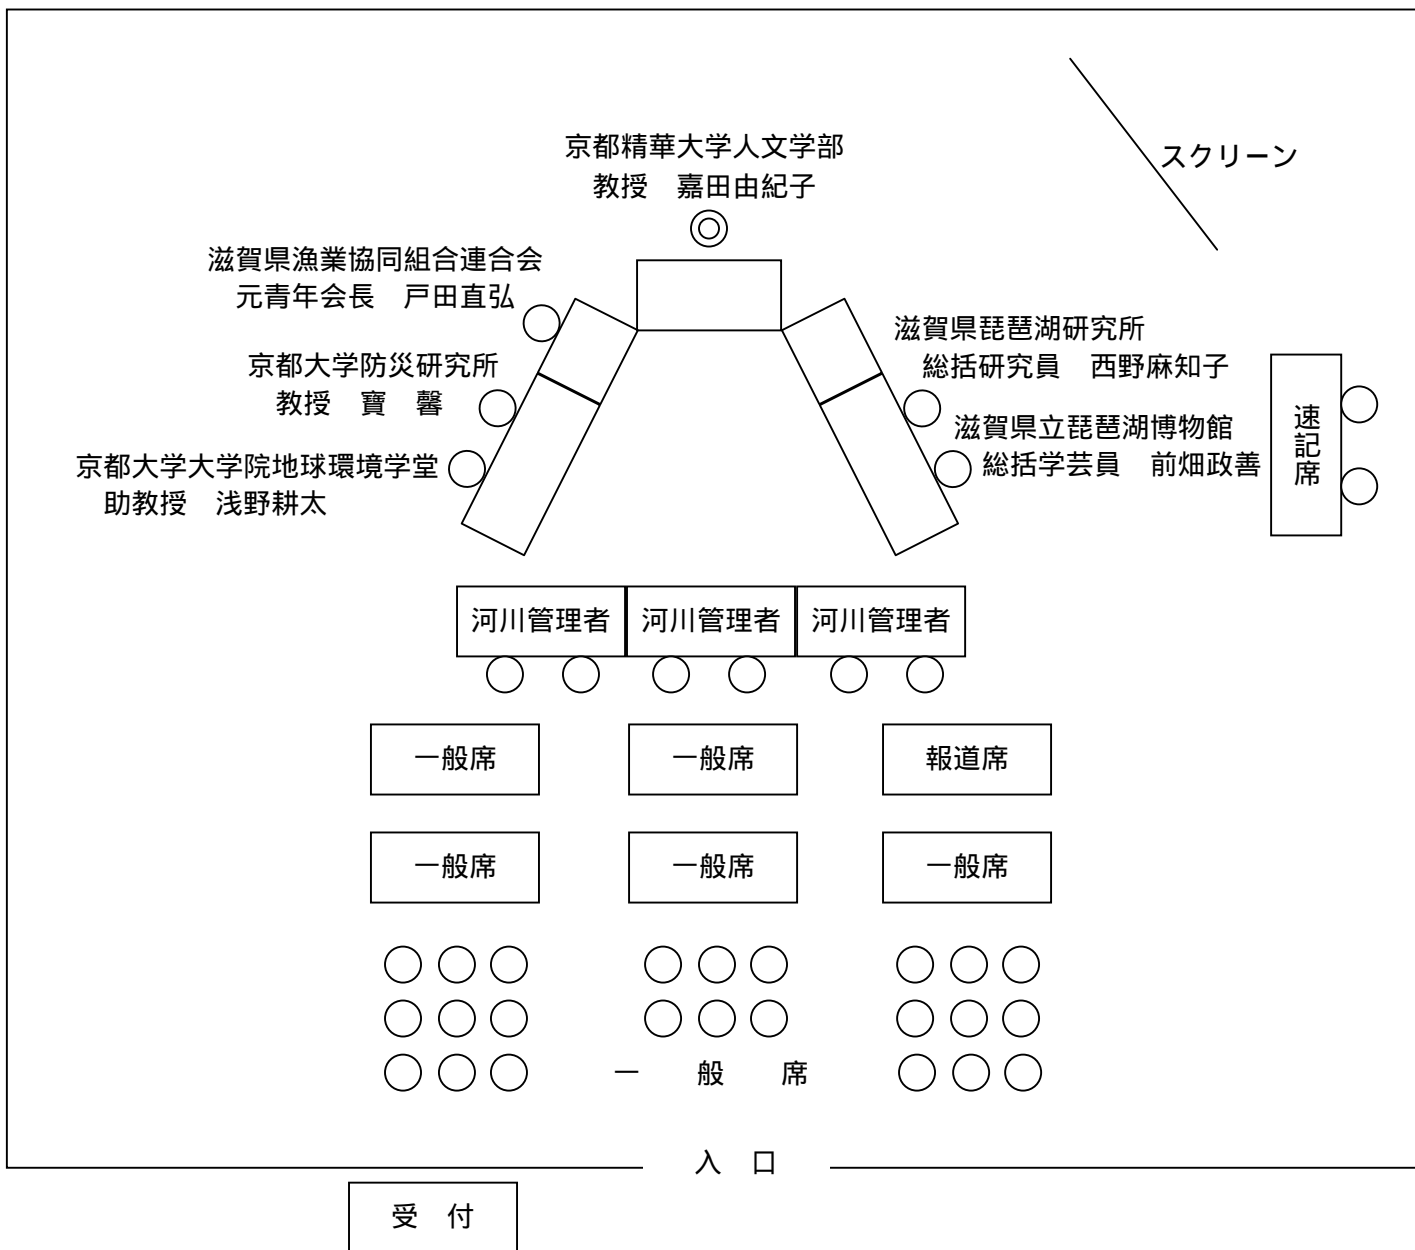 スクリーン
京都精華大学人文学部
教授　嘉田由紀子
滋賀県漁業協同組合連合会
元青年会長　戸田直弘
京都大学防災研究所
教授　寶　馨
京都大学大学院地球環境学堂
助教授　浅野耕太
滋賀県琵琶湖研究所
総括研究員　西野麻知子
滋賀県立琵琶湖博物館
総括学芸員　前畑政善
速記席
河川管理者
河川管理者
河川管理者
一般席
一般席
報道席
一般席
一般席
一般席
一　般　席
入　口
受　付